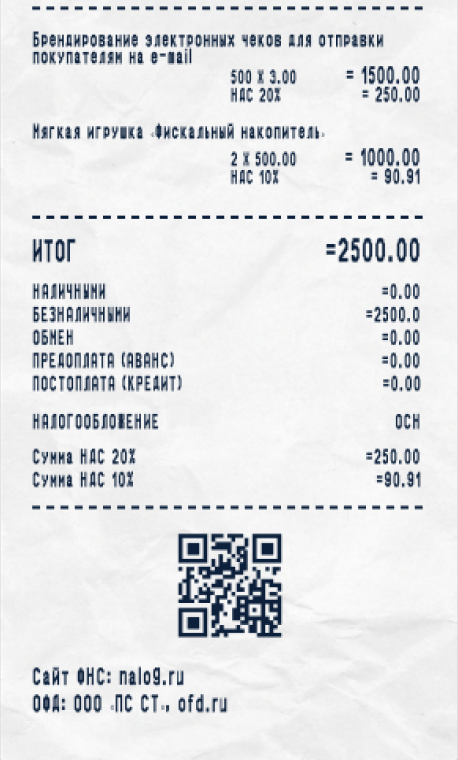 Брендирование электронных чеков для отправки
покупателям на e-mail
500 X 3.00 = 1500.00
НДС 20% = 250.00
Мягкая игрушка «Фискальный накопитель»
2 X 500.00 = 1000.00
НДС 10% = 90.91
ИТОГ =2500.00
НАЛИЧНЫМИ =0.00
БЕЗНАЛИЧНЫМИ =2500.0
ОБМЕН =0.00
ПРЕДОПЛАТА (АВАНС) =0.00
ПОСТОПЛАТА (КРЕДИТ) =0.00
НАЛОГООБЛОЖЕНИЕ ОСН
Сумма НДС 20% =250.00
Сумма НДС 10% =90.91
Сайт ФНС: nalog.ru
ОФД: ООО «ПС СТ», ofd.ru